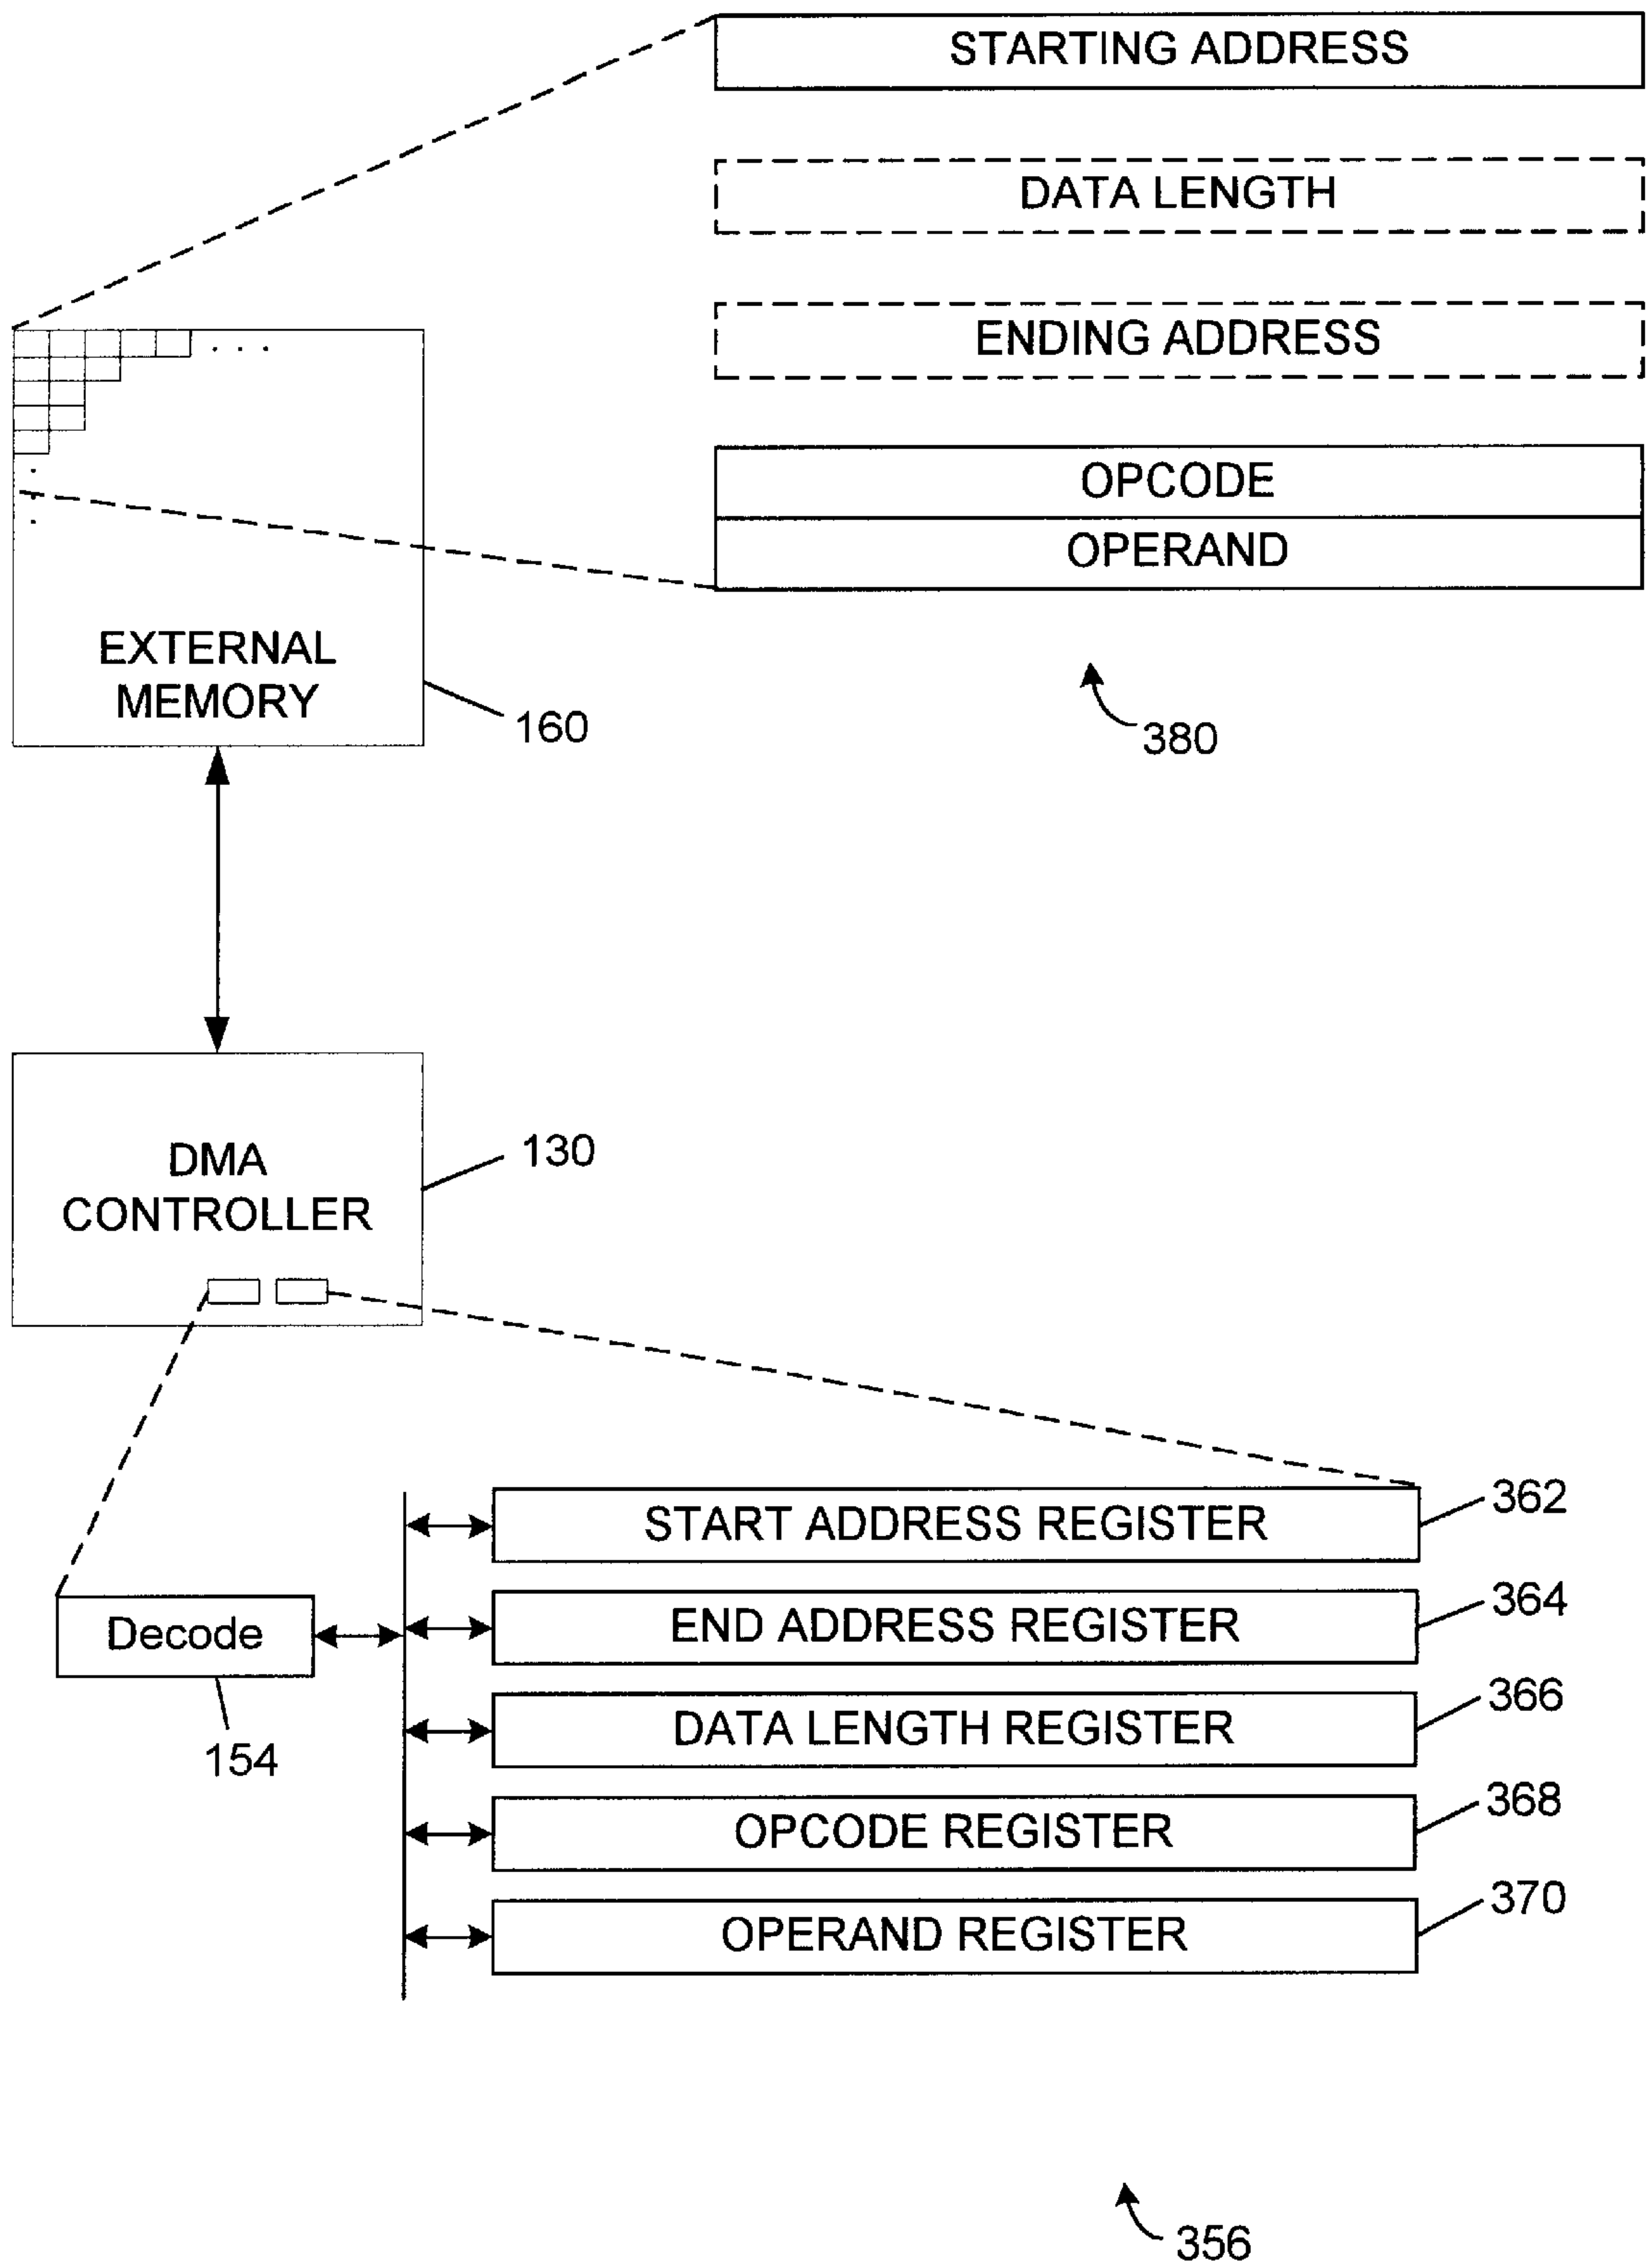 STARTING ADDRESS
DATA LENGTH
ENDING ADDRESS
OPCODE
OPERAND
380
EXTERNAL
MEMORY
160
DMA
CONTROLLER
130
START ADDRESS REGISTER
362
END ADDRESS REGISTER
364
Decode
154
DATA LENGTH REGISTER
366
OPCODE REGISTER
368
OPERAND REGISTER
370
356